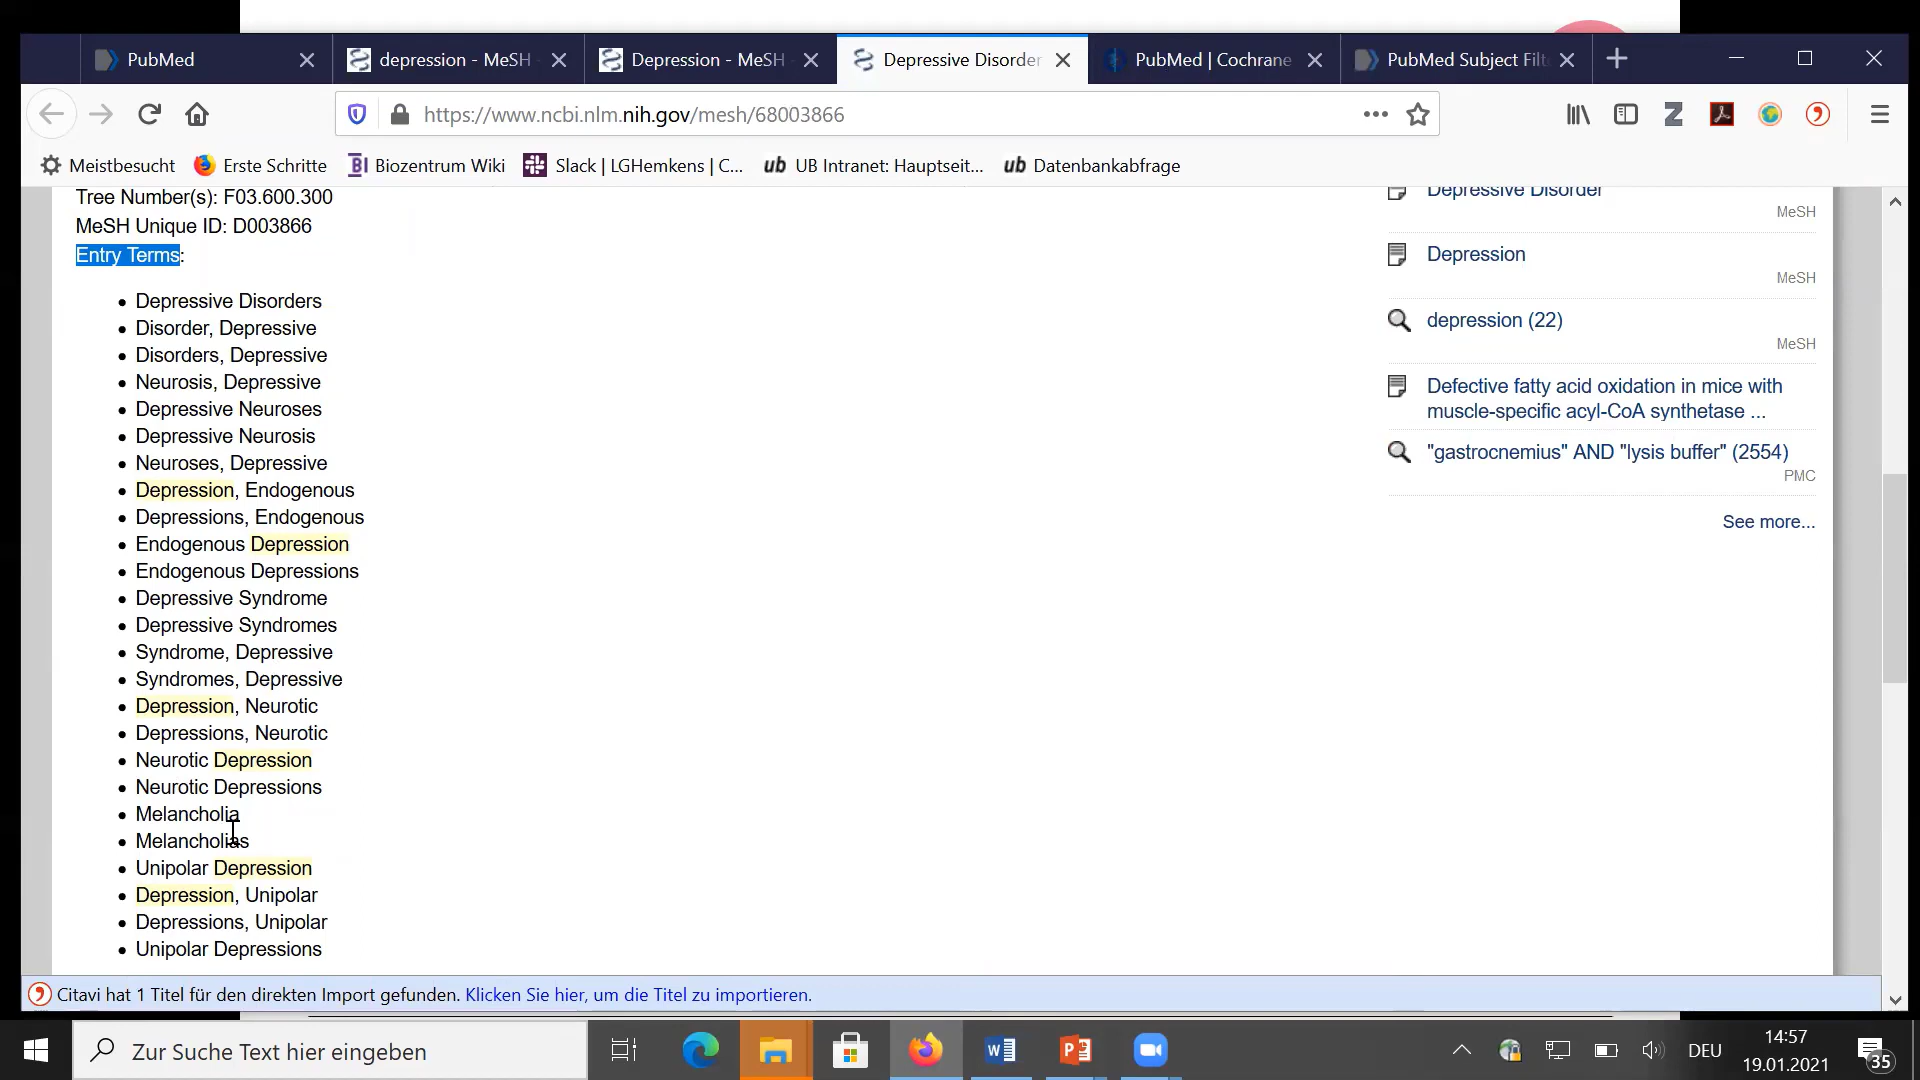 PubMed
depression - MeSH
Depression - MeSH
Depressive Disorder
PubMed | Cochrane
PubMed Subject Filt
https://www.ncbi.nlm.nih.gov/mesh/68003866
Meistbesucht
Erste Schritte
BI Biozentrum Wiki
Slack | LGHemkens | C...
ub UB Intranet: Hauptseit...
ub Datenbankabfrage
Tree Number(s): F03.600.300
MeSH Unique ID: D003866
Entry Terms:
Depressive Disorders
Disorder, Depressive
Disorders, Depressive
Neurosis, Depressive
Depressive Neuroses
Depressive Neurosis
Neuroses, Depressive
Depression, Endogenous
Depressions, Endogenous
Endogenous Depression
Endogenous Depressions
Depressive Syndrome
Depressive Syndromes
Syndrome, Depressive
Syndromes, Depressive
Depression, Neurotic
Depressions, Neurotic
Neurotic Depression
Neurotic Depressions
Melancholia
Melancholias
Unipolar Depression
Depression, Unipolar
Depressions, Unipolar
Unipolar Depressions
Depressive Disorder
MeSH
Depression
MeSH
depression (22)
MeSH
Defective fatty acid oxidation in mice with
muscle-specific acyl-CoA synthetase ...
"gastrocnemius" AND "lysis buffer" (2554)
PMC
See more...
Citavi hat 1 Titel für den direkten Import gefunden. Klicken Sie hier, um die Titel zu importieren.
Zur Suche Text hier eingeben
DEU
14:57
19.01.2021
35